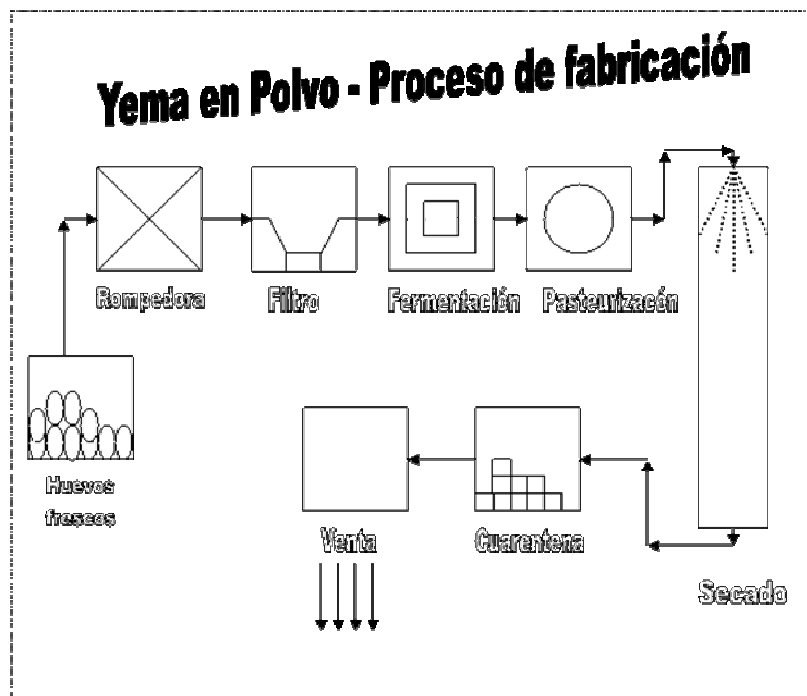 Yema en Polvo - Proceso de fabricación
Rompedora
Filtro
Fermentación
Pasteurizacón
Huevos
frescos
Venta
Cuarentena
Secado